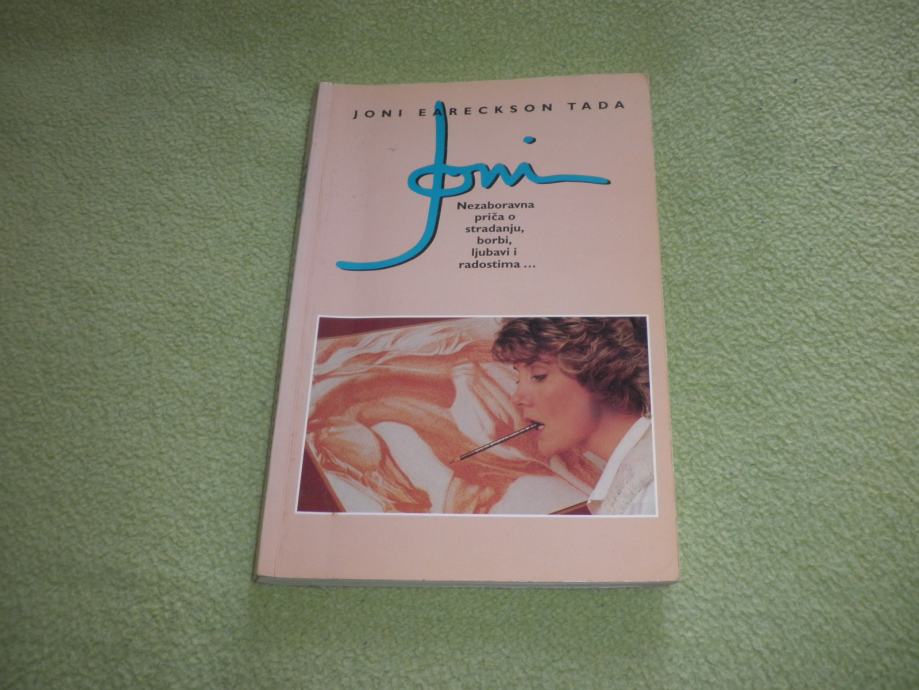 JONI EARECKSON TADA
Joni
Nezaboravna
priča o
stradanju,
borbi,
ljubavi i
radostima ...